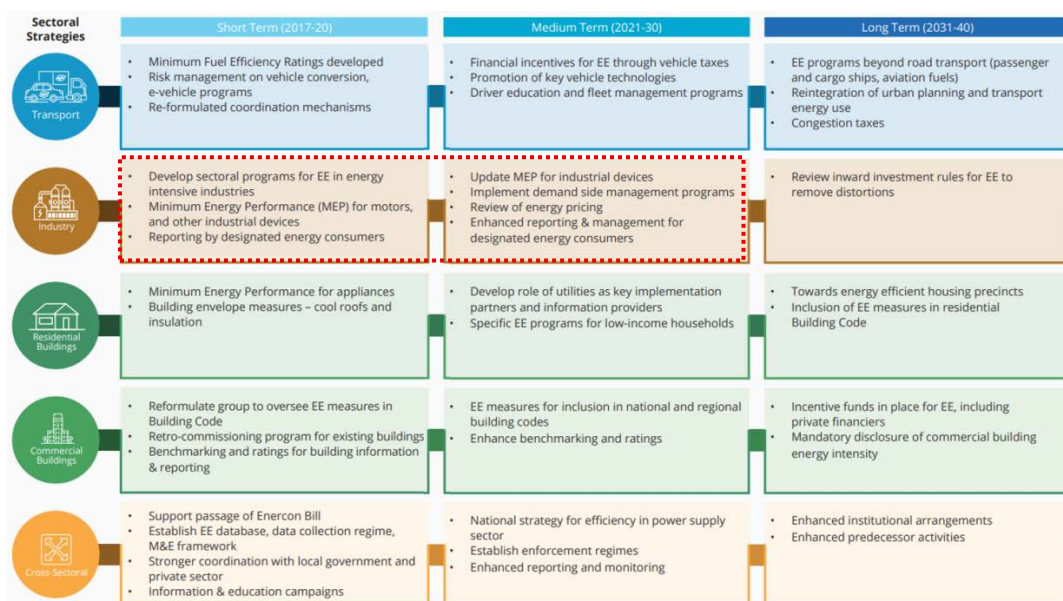 Sectoral
Strategies
Short Term (2017-20)
Medium Term (2021-30)
Long Term (2031-40)
Transport
• Minimum Fuel Efficiency Ratings developed
• Risk management on vehicle conversion,
e-vehicle programs
• Re-formulated coordination mechanisms
• Financial incentives for EE through vehicle taxes
• Promotion of key vehicle technologies
• Driver education and fleet management programs
• EE programs beyond road transport (passenger
and cargo ships, aviation fuels)
• Reintegration of urban planning and transport
energy use
• Congestion taxes
Industry
• Develop sectoral programs for EE in energy
intensive industries
• Minimum Energy Performance (MEP) for motors,
and other industrial devices
• Reporting by designated energy consumers
• Update MEP for industrial devices
• Implement demand side management programs
• Review of energy pricing
• Enhanced reporting & management for
designated energy consumers
• Review inward investment rules for EE to
remove distortions
Residential
Buildings
• Minimum Energy Performance for appliances
• Building envelope measures – cool roofs and
insulation
• Develop role of utilities as key implementation
partners and information providers
• Specific EE programs for low-income households
• Towards energy efficient housing precincts
• Inclusion of EE measures in residential
Building Code
Commercial
Buildings
• Reformulate group to oversee EE measures in
Building Code
• Retro-commissioning program for existing buildings
• Benchmarking and ratings for building information
& reporting
• EE measures for inclusion in national and regional
building codes
• Enhance benchmarking and ratings
• Incentive funds in place for EE, including
private financiers
• Mandatory disclosure of commercial building
energy intensity
Cross-Sectoral
• Support passage of Enercon Bill
• Establish EE database, data collection regime,
M&E framework
• Stronger coordination with local government and
private sector
• Information & education campaigns
• National strategy for efficiency in power supply
sector
• Establish enforcement regimes
• Enhanced reporting and monitoring
• Enhanced institutional arrangements
• Enhanced predecessor activities